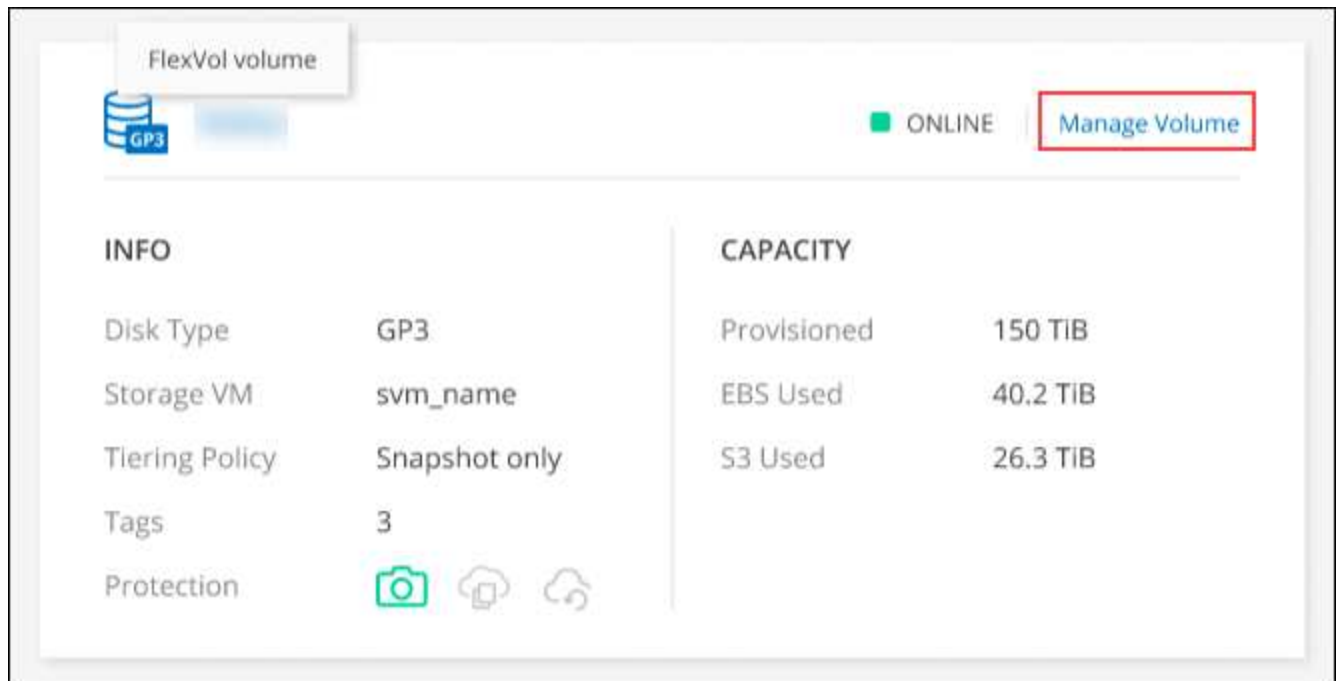 FlexVol volume
GP3
ONLINE
Manage Volume
INFO
Disk Type GP3
Storage VM svm_name
Tiering Policy Snapshot only
Tags 3
Protection
CAPACITY
Provisioned 150 TiB
EBS Used 40.2 TiB
S3 Used 26.3 TiB